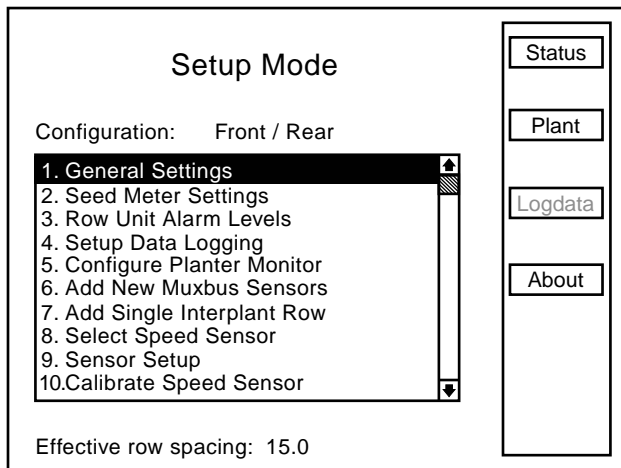 Setup Mode
Configuration: Front / Rear
1. General Settings
2. Seed Meter Settings
3. Row Unit Alarm Levels
4. Setup Data Logging
5. Configure Planter Monitor
6. Add New Muxbus Sensors
7. Add Single Interplant Row
8. Select Speed Sensor
9. Sensor Setup
10.Calibrate Speed Sensor
Effective row spacing: 15.0
Status
Plant
Logdata
About